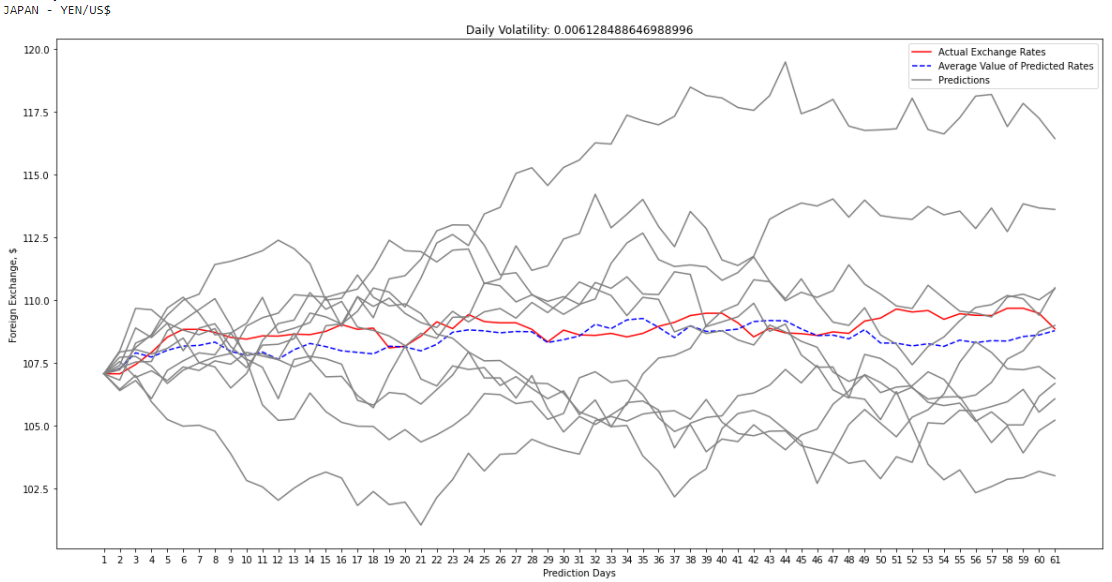 JAPAN - YEN/US$
Daily Volatility: 0.006128488646988996
Actual Exchange Rates
Average Value of Predicted Rates
Predictions
120.0
117.5
115.0
112.5
110.0
107.5
105.0
102.5
Foreign Exchange, $
1 2 3 4 5 6 7 8 9 10 11 12 13 14 15 16 17 18 19 20 21 22 23 24 25 26 27 28 29 30 31 32 33 34 35 36 37 38 39 40 41 42 43 44 45 46 47 48 49 50 51 52 53 54 55 56 57 58 59 60 61
Prediction Days